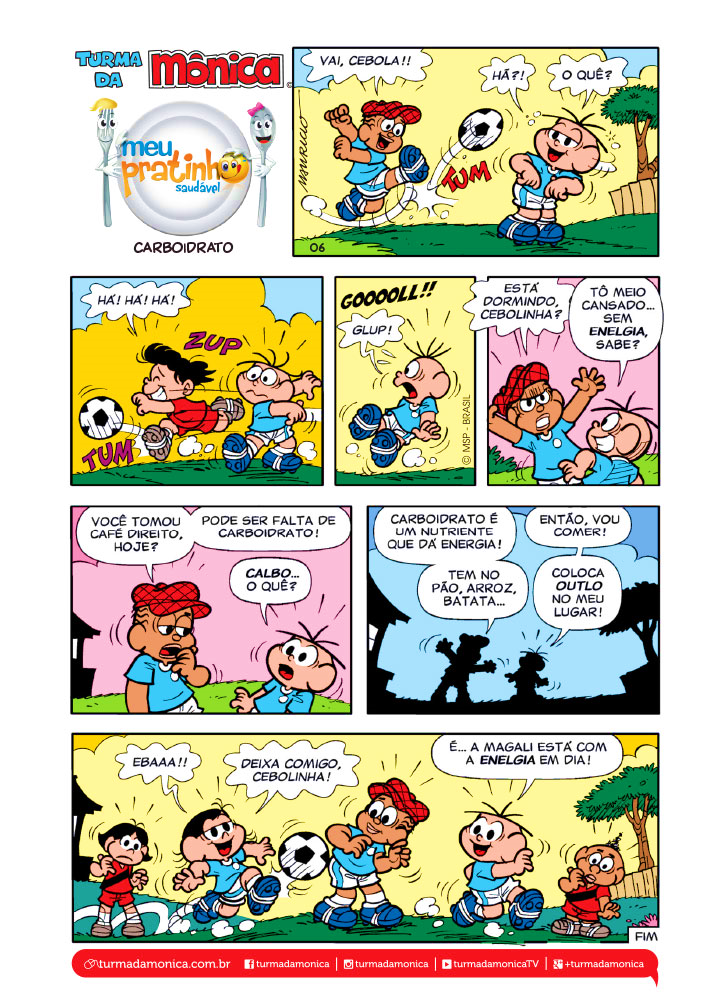 TURMA
DA
MÔNICA
©
meu
pratinho
saudável
CARBOIDRATO
MAURICIO
06
VAI, CEBOLA!!
TUM
HÃ?!
O QUÊ?
HÁ! HÁ! HÁ!
ZUP
TUM
GOOOOLL!!
GLUP!
© MSP - BRASIL
ESTÁ
DORMINDO,
CEBOLINHA?
TÔ MEIO
CANSADO...
SEM
ENELGIA,
SABE?
VOCÊ TOMOU
CAFÉ DIREITO,
HOJE?
PODE SER FALTA DE
CARBOIDRATO!
CALBO...
O QUÊ?
CARBOIDRATO É
UM NUTRIENTE
QUE DÁ ENERGIA!
TEM NO
PÃO, ARROZ,
BATATA...
ENTÃO, VOU
COMER!
COLOCA
OUTLO
NO MEU
LUGAR!
EBAAA!!
DEIXA COMIGO,
CEBOLINHA!
É... A MAGALI ESTÁ COM
A ENELGIA EM DIA!
FIM
turmadamonica.com.br
f turmadamonica
turmadamonica
turmadamonicaTV
g+ +turmadamonica